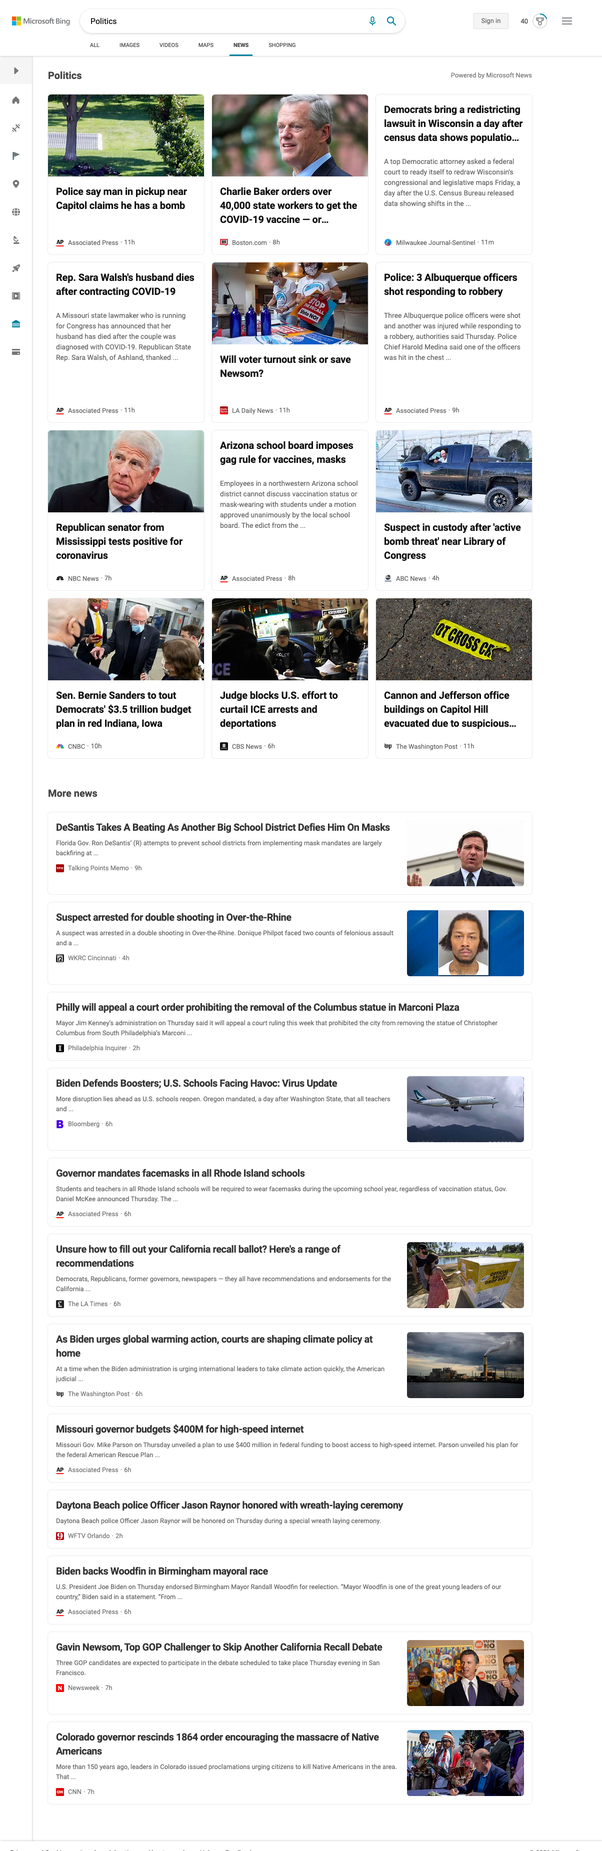 Microsoft Bing
Politics
Sign in
40
ALL IMAGES VIDEOS MAPS NEWS SHOPPING
Politics
Powered by Microsoft News
Police say man in pickup near
Capitol claims he has a bomb
AP Associated Press · 11h
Charlie Baker orders over
40,000 state workers to get the
COVID-19 vaccine — or...
Boston.com · 8h
Democrats bring a redistricting
lawsuit in Wisconsin a day after
census data shows populatio...
A top Democratic attorney asked a federal
court to ready itself to redraw Wisconsin's
congressional and legislative maps Friday, a
day after the U.S. Census Bureau released
data showing shifts in the ...
Milwaukee Journal-Sentinel · 11m
Rep. Sara Walsh's husband dies
after contracting COVID-19
A Missouri state lawmaker who is running
for Congress has announced that her
husband has died after the couple was
diagnosed with COVID-19. Republican State
Rep. Sara Walsh, of Ashland, thanked ...
AP Associated Press · 11h
STOP
Will voter turnout sink or save
Newsom?
LA Daily News · 11h
Police: 3 Albuquerque officers
shot responding to robbery
Three Albuquerque police officers were shot
and another was injured while responding to
a robbery, authorities said Thursday. Police
Chief Harold Medina said one of the officers
was hit in the chest ...
AP Associated Press · 9h
Republican senator from
Mississippi tests positive for
coronavirus
NBC News · 7h
Arizona school board imposes
gag rule for vaccines, masks
Employees in a northwestern Arizona school
district cannot discuss vaccination status or
mask-wearing with students under a motion
approved unanimously by the local school
board. The edict from the ...
AP Associated Press · 8h
Suspect in custody after 'active
bomb threat' near Library of
Congress
ABC News · 4h
Sen. Bernie Sanders to tout
Democrats' $3.5 trillion budget
plan in red Indiana, Iowa
CNBC · 10h
ICE
Judge blocks U.S. effort to
curtail ICE arrests and
deportations
CBS News · 6h
OT CROSS CA
Cannon and Jefferson office
buildings on Capitol Hill
evacuated due to suspicious...
wp The Washington Post · 11h
More news
DeSantis Takes A Beating As Another Big School District Defies Him On Masks
Florida Gov. Ron DeSantis' (R) attempts to prevent school districts from implementing mask mandates are largely
backfiring at ...
Talking Points Memo · 9h
Suspect arrested for double shooting in Over-the-Rhine
A suspect was arrested in a double shooting in Over-the-Rhine. Donique Philpot faced two counts of felonious assault
and a ...
WKRC Cincinnati · 4h
Philly will appeal a court order prohibiting the removal of the Columbus statue in Marconi Plaza
Mayor Jim Kenney's administration on Thursday said it will appeal a court ruling this week that prohibited the city from removing the statue of Christopher
Columbus from South Philadelphia's Marconi ...
Philadelphia Inquirer · 2h
Biden Defends Boosters; U.S. Schools Facing Havoc: Virus Update
More disruption lies ahead as U.S. schools reopen. Oregon mandated, a day after Washington State, that all teachers
and ...
B Bloomberg · 6h
Governor mandates facemasks in all Rhode Island schools
Students and teachers in all Rhode Island schools will be required to wear facemasks during the upcoming school year, regardless of vaccination status, Gov.
Daniel McKee announced Thursday. The ...
AP Associated Press · 6h
Unsure how to fill out your California recall ballot? Here's a range of
recommendations
Democrats, Republicans, former governors, newspapers — they all have recommendations and endorsements for the
California ...
The LA Times · 6h
As Biden urges global warming action, courts are shaping climate policy at
home
At a time when the Biden administration is urging international leaders to take climate action quickly, the American
judicial ...
wp The Washington Post · 6h
Missouri governor budgets $400M for high-speed internet
Missouri Gov. Mike Parson on Thursday unveiled a plan to use $400 million in federal funding to boost access to high-speed internet. Parson unveiled his plan for
the federal American Rescue Plan ...
AP Associated Press · 6h
Daytona Beach police Officer Jason Raynor honored with wreath-laying ceremony
Daytona Beach police Officer Jason Raynor will be honored on Thursday during a special wreath laying ceremony.
9 WFTV Orlando · 2h
Biden backs Woodfin in Birmingham mayoral race
U.S. President Joe Biden on Thursday endorsed Birmingham Mayor Randall Woodfin for reelection. "Mayor Woodfin is one of the great young leaders of our
country," Biden said in a statement. "From ...
AP Associated Press · 6h
Gavin Newsom, Top GOP Challenger to Skip Another California Recall Debate
Three GOP candidates are expected to participate in the debate scheduled to take place Thursday evening in San
Francisco.
N Newsweek · 7h
Colorado governor rescinds 1864 order encouraging the massacre of Native
Americans
More than 150 years ago, leaders in Colorado issued proclamations urging citizens to kill Native Americans in the area.
That ...
CNN · 7h